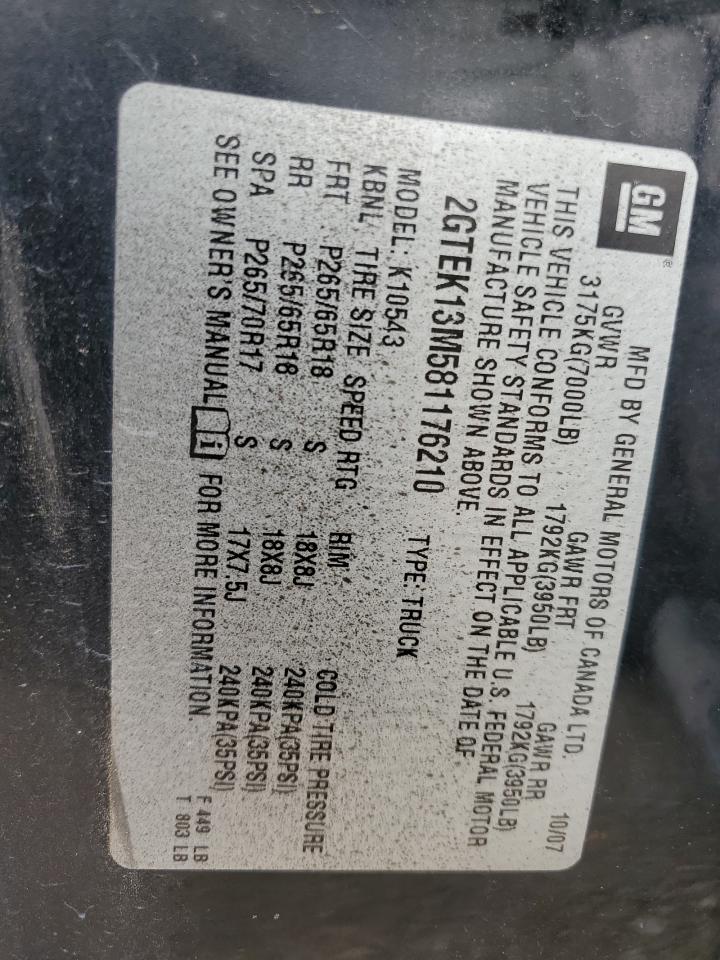 GM®
MFD BY GENERAL MOTORS OF CANADA LTD. 10/07
GVWR GAWR FRT GAWR RR
3175KG(7000LB) 1792KG(3950LB) 1792KG(3950LB)
THIS VEHICLE CONFORMS TO ALL APPLICABLE U.S. FEDERAL MOTOR
VEHICLE SAFETY STANDARDS IN EFFECT ON THE DATE OF
MANUFACTURE SHOWN ABOVE.
2GTEK13M581176210
MODEL: K10543 TYPE: TRUCK
KBNL TIRE SIZE SPEED RTG RIM COLD TIRE PRESSURE
FRT P265/65R18 S 18X8J 240KPA(35PSI)
RR P265/65R18 S 18X8J 240KPA(35PSI)
SPA P265/70R17 S 17X7.5J 240KPA(35PSI)
SEE OWNER'S MANUAL i FOR MORE INFORMATION.
F 449 LB
T 803 LB